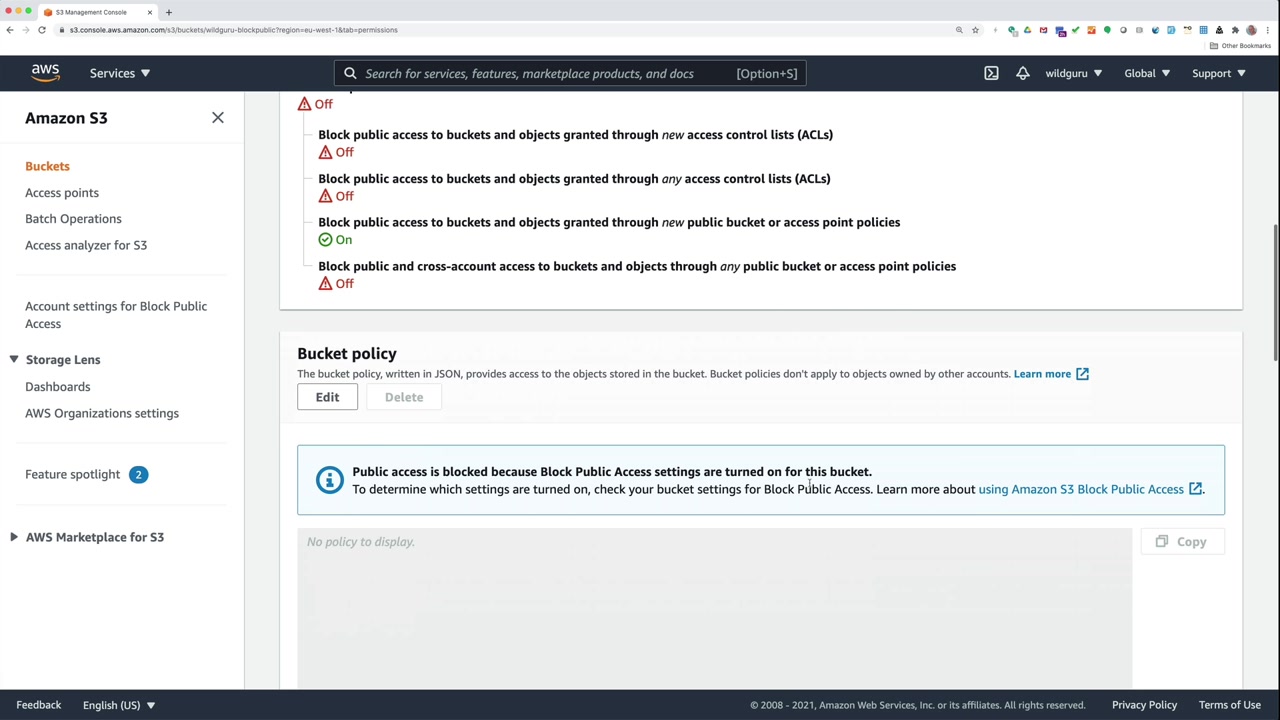 S3 Management Console
s3.console.aws.amazon.com/s3/buckets/wildguru-blockpublic?region=eu-west-1&tab=permissions
Other Bookmarks
aws
Services
Search for services, features, marketplace products, and docs
[Option+S]
wildguru
Global
Support
Amazon S3
Buckets
Access points
Batch Operations
Access analyzer for S3
Account settings for Block Public
Access
Storage Lens
Dashboards
AWS Organizations settings
Feature spotlight 2
AWS Marketplace for S3
Off
Block public access to buckets and objects granted through new access control lists (ACLs)
Off
Block public access to buckets and objects granted through any access control lists (ACLs)
Off
Block public access to buckets and objects granted through new public bucket or access point policies
On
Block public and cross-account access to buckets and objects through any public bucket or access point policies
Off
Bucket policy
The bucket policy, written in JSON, provides access to the objects stored in the bucket. Bucket policies don't apply to objects owned by other accounts. Learn more
Edit
Delete
Public access is blocked because Block Public Access settings are turned on for this bucket.
To determine which settings are turned on, check your bucket settings for Block Public Access. Learn more about using Amazon S3 Block Public Access.
No policy to display.
Copy
Feedback
English (US)
© 2008 - 2021, Amazon Web Services, Inc. or its affiliates. All rights reserved.
Privacy Policy
Terms of Use